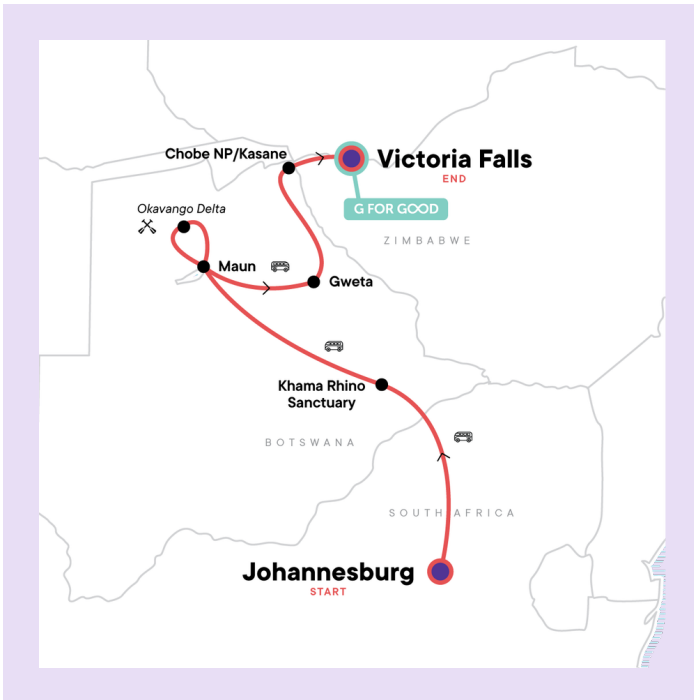 Chobe NP/Kasane
Victoria Falls
END
Okavango Delta
G FOR GOOD
ZIMBABWE
Maun
Gweta
Khama Rhino
Sanctuary
BOTSWANA
SOUTH AFRICA
Johannesburg
START